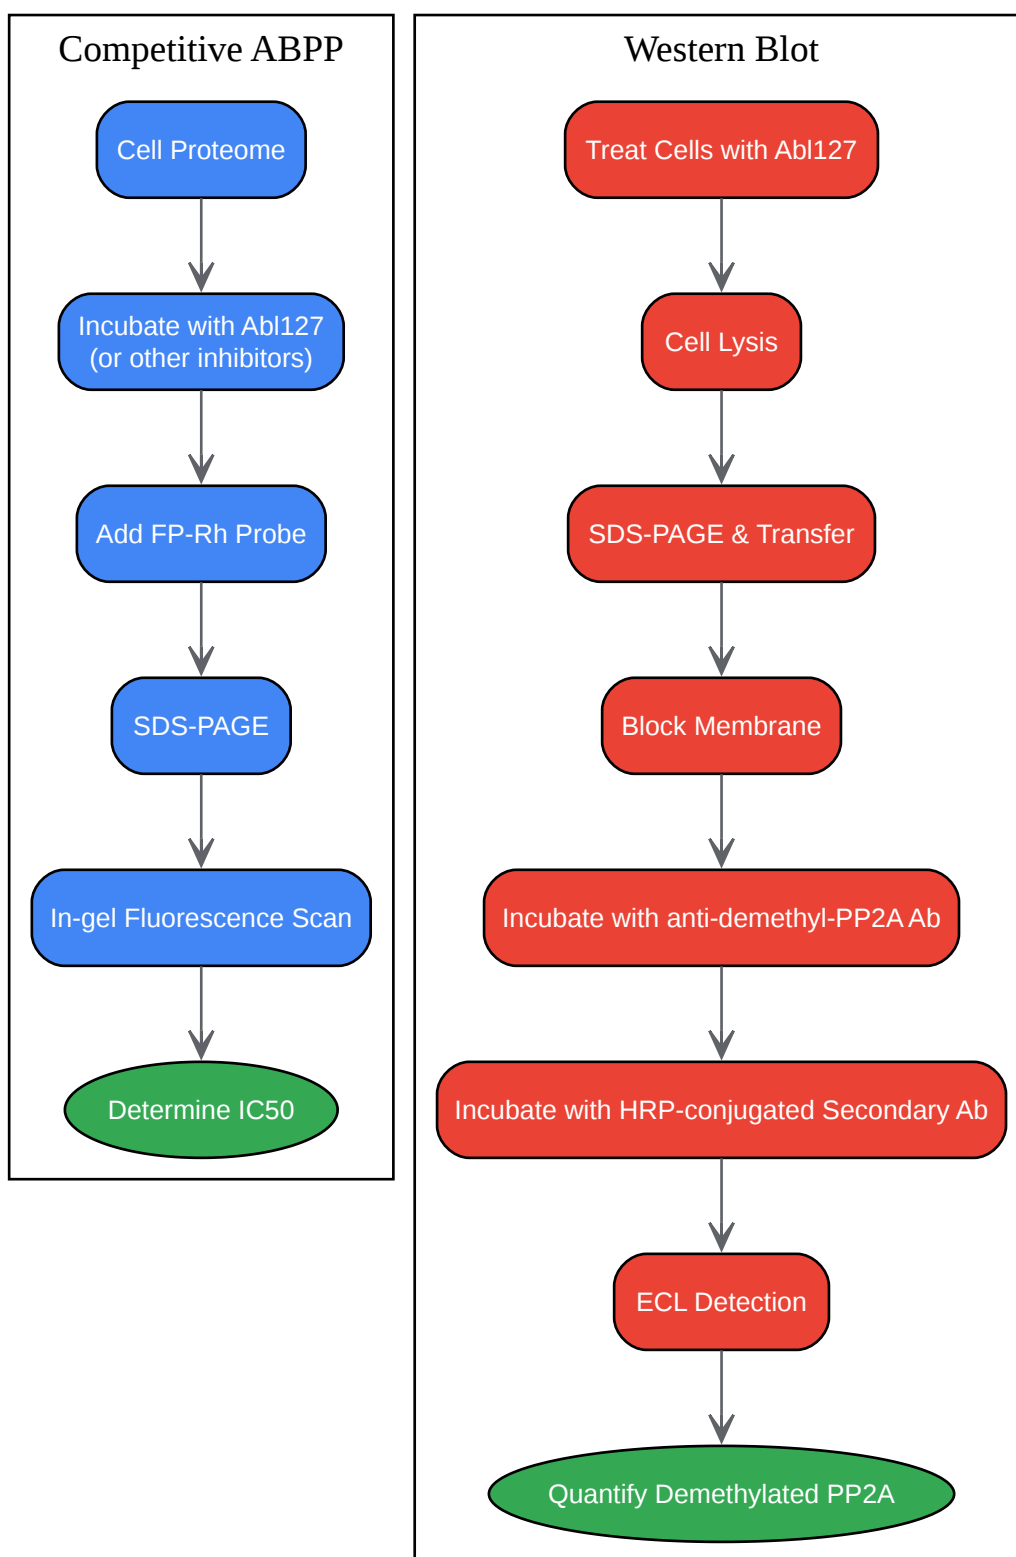 Competitive ABPP
Cell Proteome
Incubate with Abl127
(or other inhibitors)
Add FP-Rh Probe
SDS-PAGE
In-gel Fluorescence Scan
Determine IC50
Western Blot
Treat Cells with Abl127
Cell Lysis
SDS-PAGE & Transfer
Block Membrane
Incubate with anti-demethyl-PP2A Ab
Incubate with HRP-conjugated Secondary Ab
ECL Detection
Quantify Demethylated PP2A